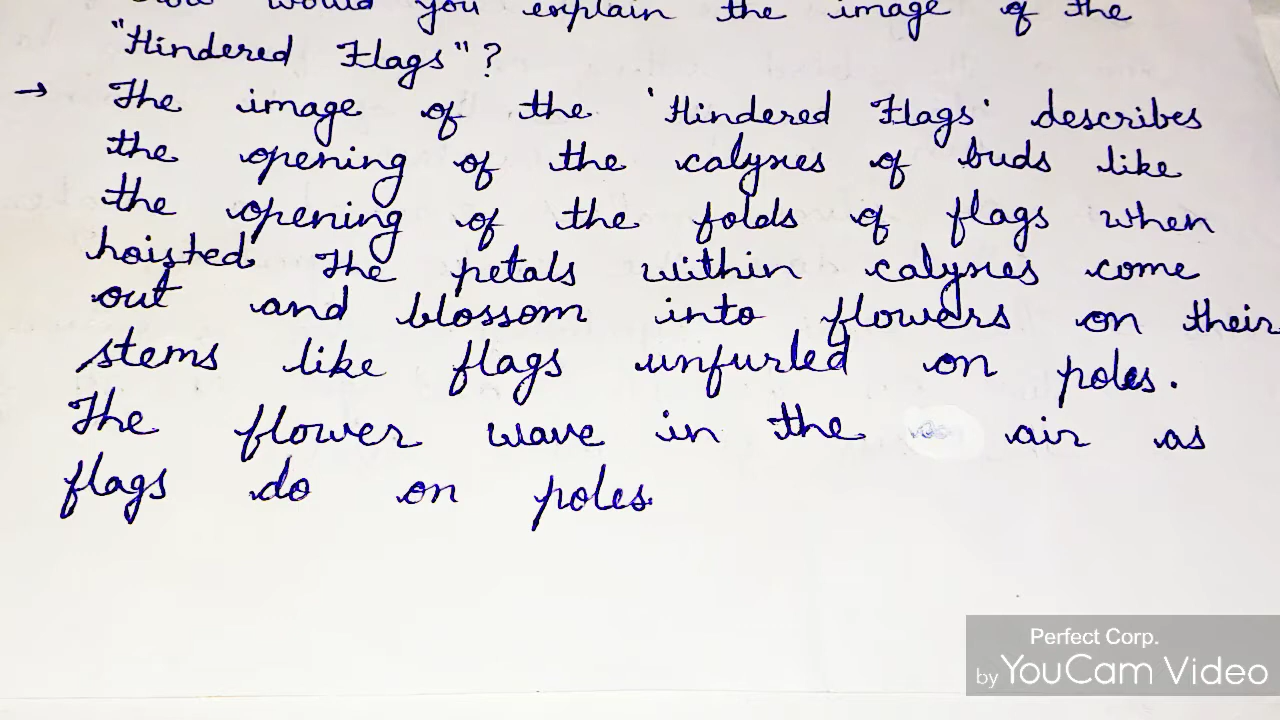 would you explain the image of the
"Hindered Flags"?
→ The image of the 'Hindered Flags' describes
the opening of the calyxes of buds like
the opening of the folds of flags when
hoisted. The petals within calyxes come
out and blossom into flowers on their
stems like flags unfurled on poles.
The flower wave in the air as
flags do on poles.
Perfect Corp.
by YouCam Video